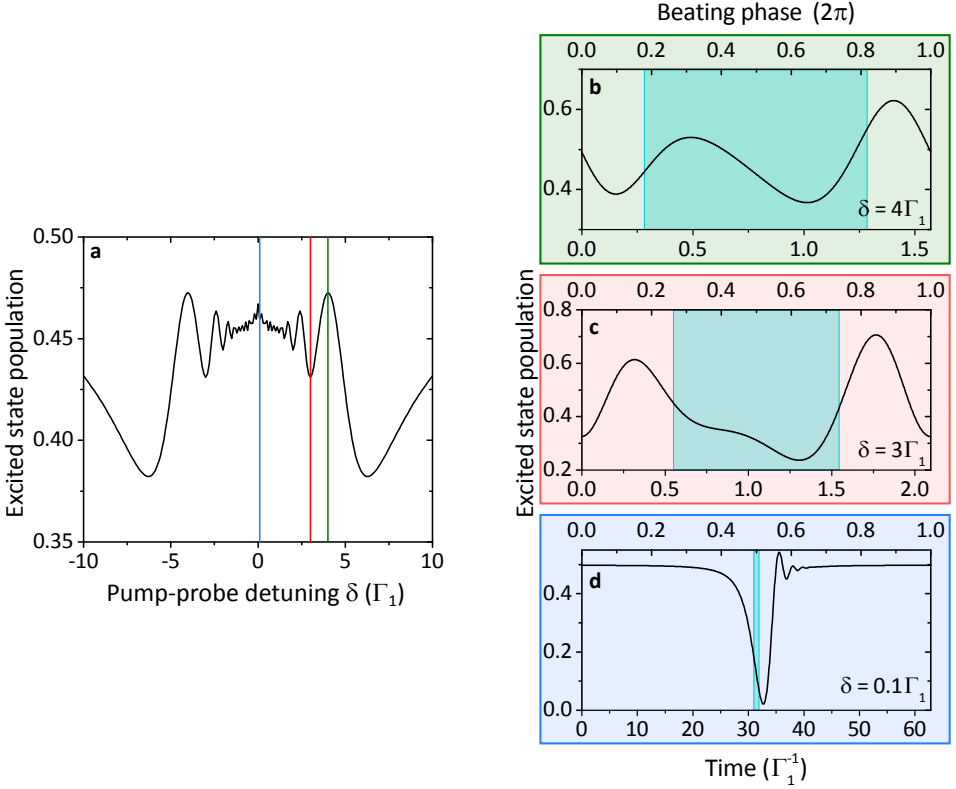 a
0.50
0.45
0.40
0.35
-10
-5
0
5
10
Excited state population
Pump-probe detuning δ (Γ₁)
Beating phase (2π)
0.0 0.2 0.4 0.6 0.8 1.0
b
0.6
0.4
δ = 4Γ₁
0.0 0.5 1.0 1.5
0.0 0.2 0.4 0.6 0.8 1.0
c
0.8
0.6
0.4
0.2
δ = 3Γ₁
0.0 0.5 1.0 1.5 2.0
Excited state population
0.0 0.2 0.4 0.6 0.8 1.0
d
0.4
0.2
0.0
δ = 0.1Γ₁
0 10 20 30 40 50 60
Time (Γ₁⁻¹)